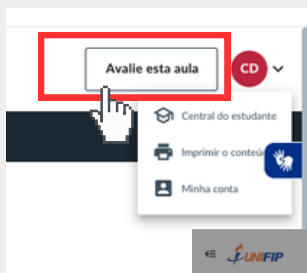 Avalie esta aula
CD
Central do estudante
Imprimir o conteú
Minha conta
UNIFIP